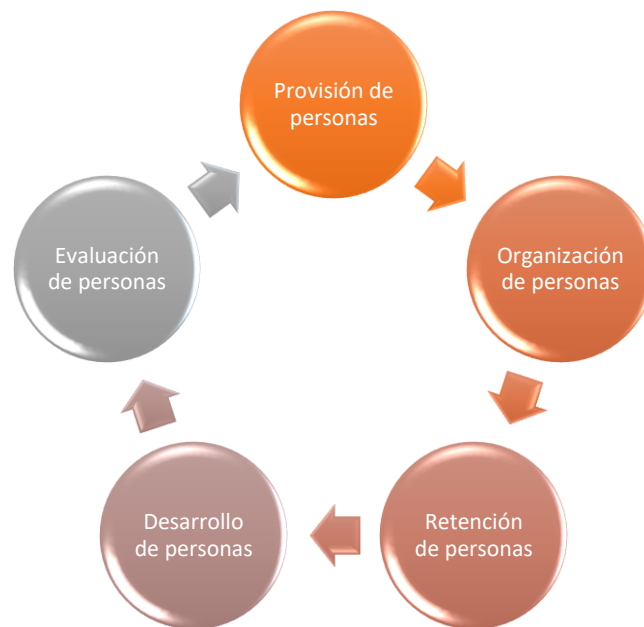 Provisión de
personas
Organización
de personas
Retención
de personas
Desarrollo
de personas
Evaluación
de personas